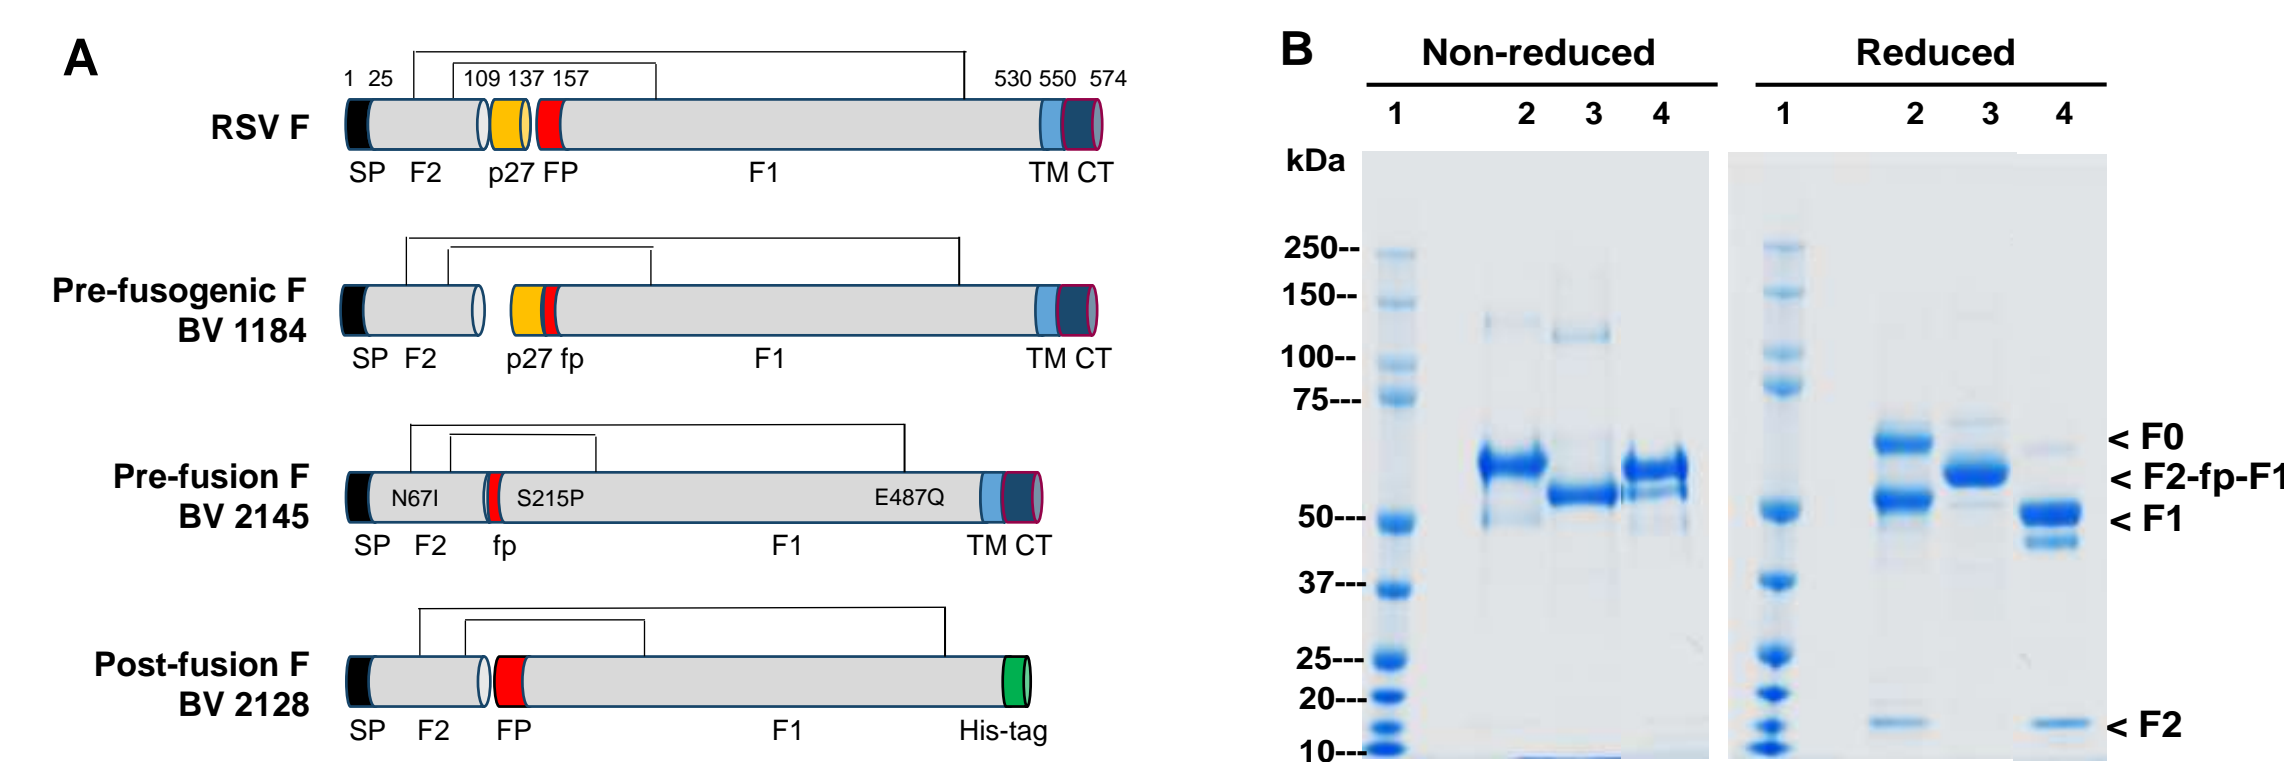 A
1 25 109 137 157 530 550 574
RSV F
SP F2 p27 FP F1 TM CT
Pre-fusogenic F
BV 1184
SP F2 p27 fp F1 TM CT
Pre-fusion F
BV 2145
N67I S215P E487Q
SP F2 fp F1 TM CT
Post-fusion F
BV 2128
SP F2 FP F1 His-tag
B
Non-reduced Reduced
1 2 3 4 1 2 3 4
kDa
250--
150--
100--
75---
50---
37---
25---
20---
10---
< F0
< F2-fp-F1
< F1
< F2